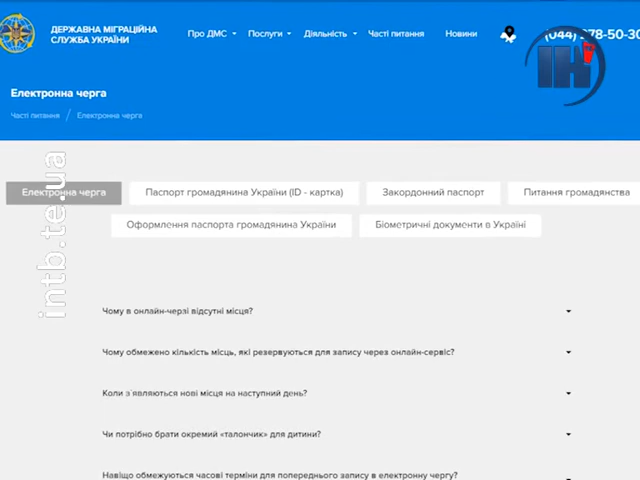 ДЕРЖАВНА МІГРАЦІЙНА
СЛУЖБА УКРАЇНИ
Про ДМС Послуги Діяльність Часті питання Новини
ІН
Електронна черга
Часті питання / Електронна черга
intb.te.ua
Електронна черга Паспорт громадянина України (ID - картка) Закордонний паспорт Питання громадянства
Оформлення паспорта громадянина України Біометричні документи в Україні
Чому в онлайн-черзі відсутні місця?
Чому обмежено кількість місць, які резервуються для запису через онлайн-сервіс?
Коли з`являються нові місця на наступний день?
Чи потрібно брати окремий «талончик» для дитини?
Навіщо обмежуються часові терміни для попереднього запису в електронну чергу?